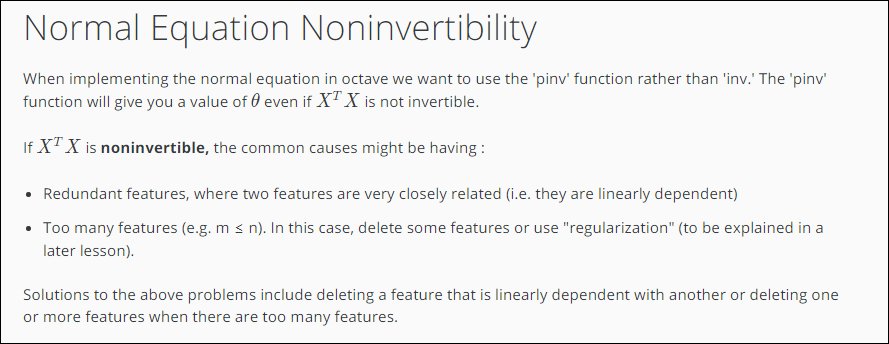 Normal Equation Noninvertibility
When implementing the normal equation in octave we want to use the 'pinv' function rather than 'inv.' The 'pinv'
function will give you a value of θ even if X^T X is not invertible.
If X^T X is noninvertible, the common causes might be having :
• Redundant features, where two features are very closely related (i.e. they are linearly dependent)
• Too many features (e.g. m ≤ n). In this case, delete some features or use "regularization" (to be explained in a
later lesson).
Solutions to the above problems include deleting a feature that is linearly dependent with another or deleting one
or more features when there are too many features.